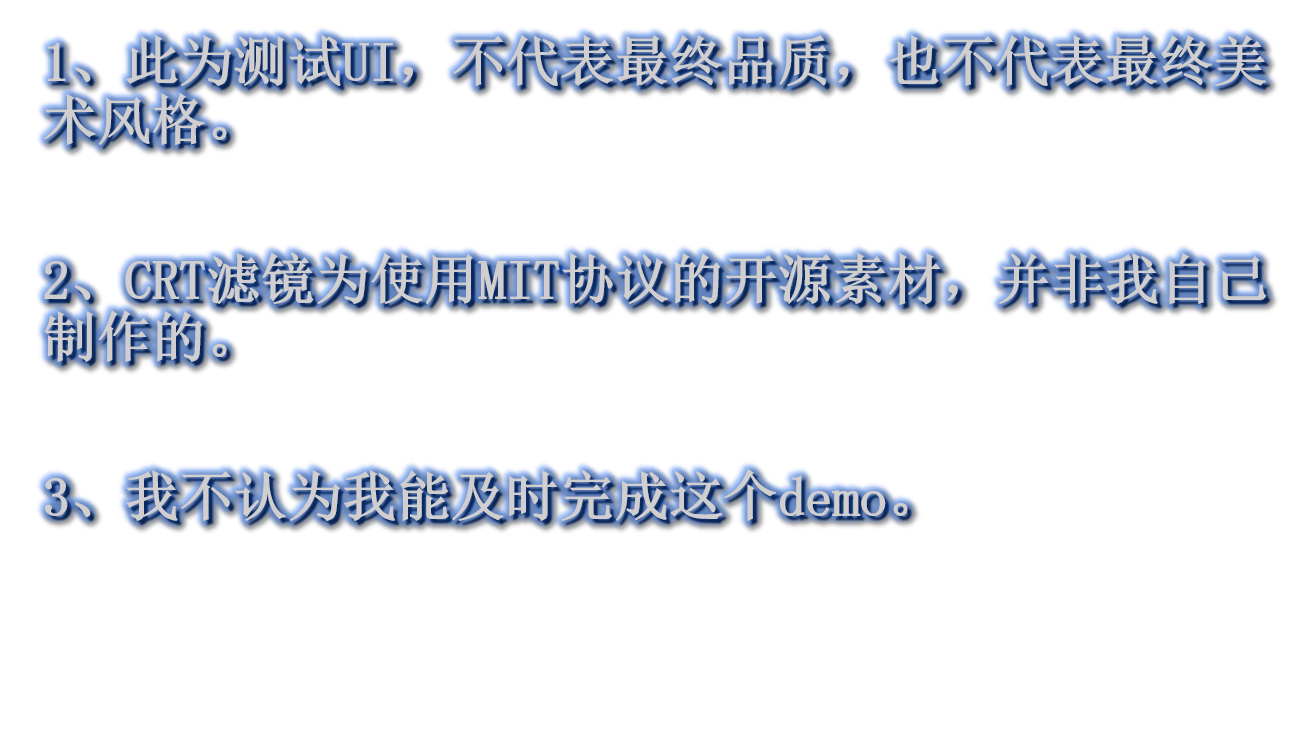 1、此为测试UI，不代表最终品质，也不代表最终美
术风格。
2、CRT滤镜为使用MIT协议的开源素材，并非我自己
制作的。
3、我不认为我能及时完成这个demo。